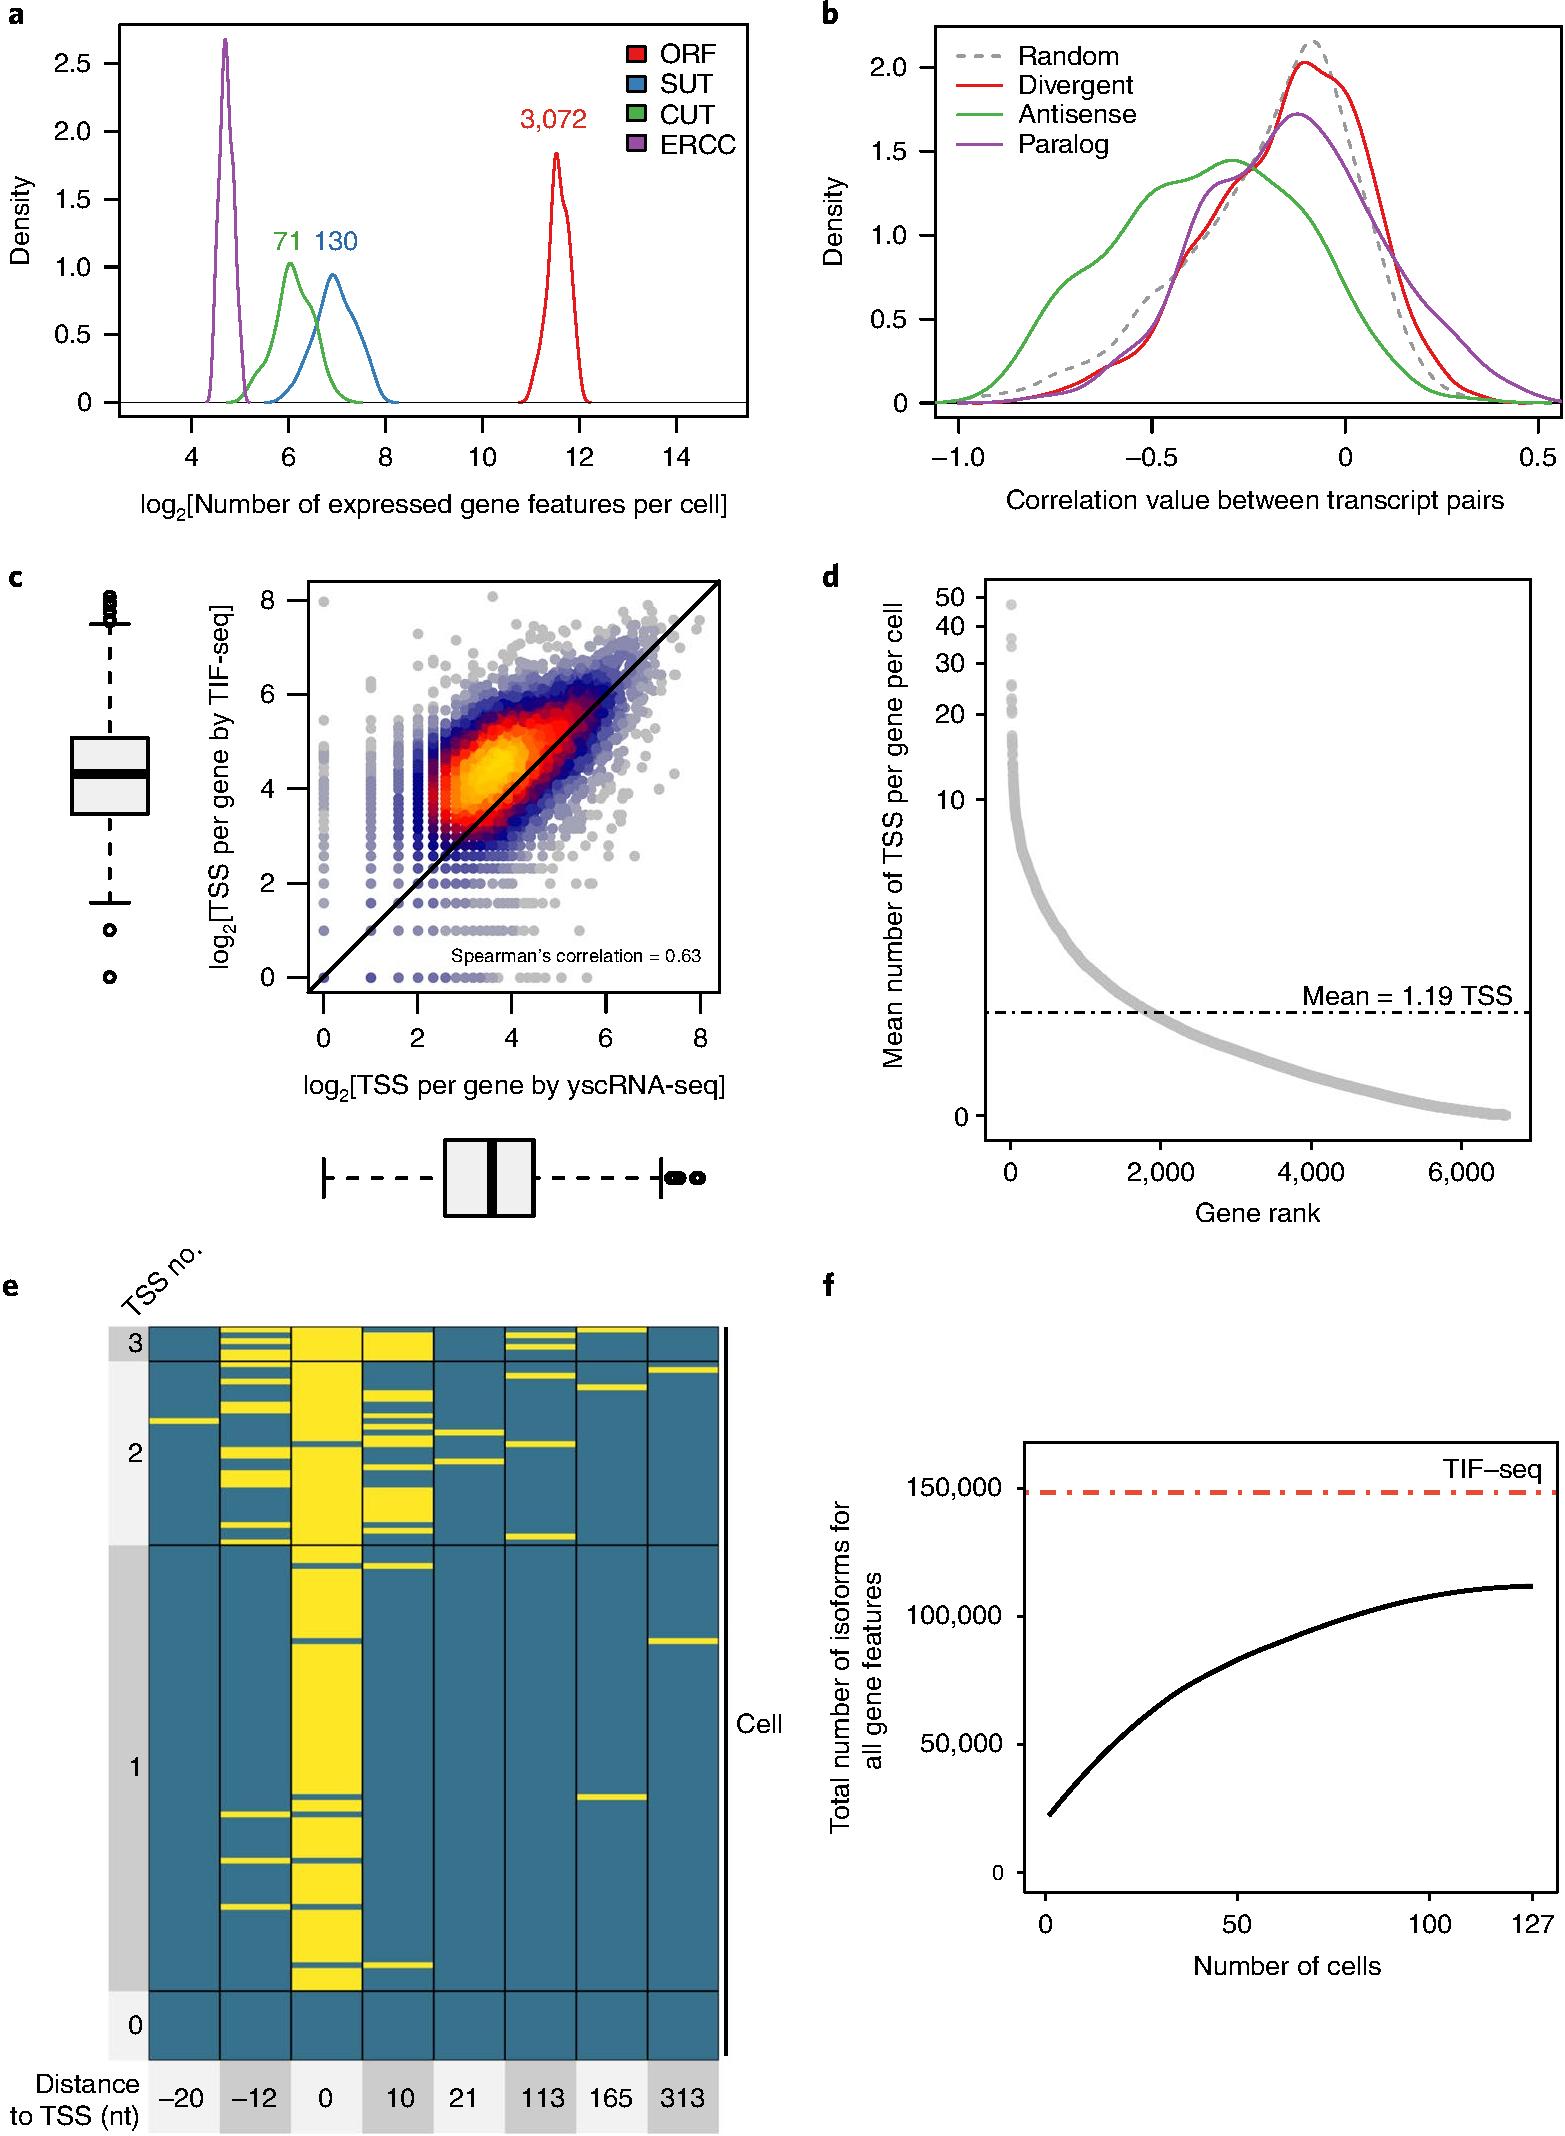 a
2.5
2.0
1.5
1.0
0.5
0
Density
3,072
71 130
ORF
SUT
CUT
ERCC
4 6 8 10 12 14
log2[Number of expressed gene features per cell]
b
2.0
1.5
1.0
0.5
0
Density
Random
Divergent
Antisense
Paralog
−1.0 −0.5 0 0.5
Correlation value between transcript pairs
c
8
6
4
2
0
log2[TSS per gene by TIF-seq]
Spearman's correlation = 0.63
0 2 4 6 8
log2[TSS per gene by yscRNA-seq]
d
50
40
30
20
10
0
Mean number of TSS per gene per cell
Mean = 1.19 TSS
0 2,000 4,000 6,000
Gene rank
e
TSS no.
3
2
1
0
Cell
Distance
to TSS (nt)
−20 −12 0 10 21 113 165 313
f
150,000
100,000
50,000
0
Total number of isoforms for
all gene features
TIF−seq
0 50 100 127
Number of cells